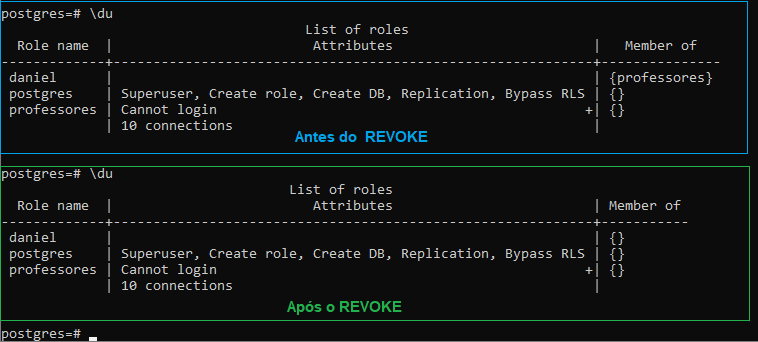 postgres=# \du
                                      List of roles
  Role name  |                         Attributes                         |   Member of
-------------+------------------------------------------------------------+---------------
 daniel      |                                                            | {professores}
 postgres    | Superuser, Create role, Create DB, Replication, Bypass RLS | {}
 professores | Cannot login                                              +| {}
             | 10 connections                                             |
Antes do REVOKE
postgres=# \du
                                    List of roles
  Role name  |                         Attributes                         | Member of
-------------+------------------------------------------------------------+-----------
 daniel      |                                                            | {}
 postgres    | Superuser, Create role, Create DB, Replication, Bypass RLS | {}
 professores | Cannot login                                              +| {}
             | 10 connections                                             |
Após o REVOKE
postgres=#